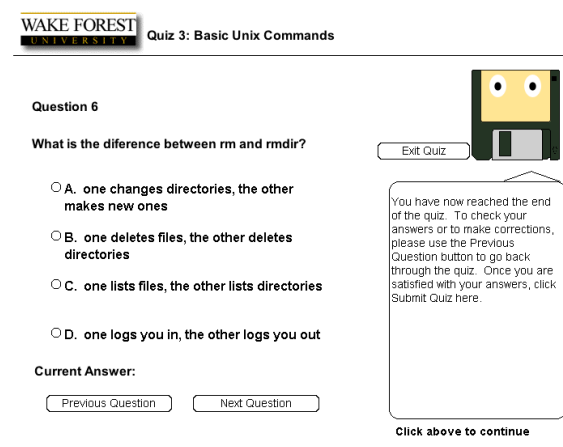 WAKE FOREST
UNIVERSITY
Quiz 3: Basic Unix Commands
Question 6
What is the diference between rm and rmdir?
A. one changes directories, the other
makes new ones
B. one deletes files, the other deletes
directories
C. one lists files, the other lists directories
D. one logs you in, the other logs you out
Current Answer:
Previous Question
Next Question
Exit Quiz
You have now reached the end
of the quiz. To check your
answers or to make corrections,
please use the Previous
Question button to go back
through the quiz. Once you are
satisfied with your answers, click
Submit Quiz here.
Click above to continue